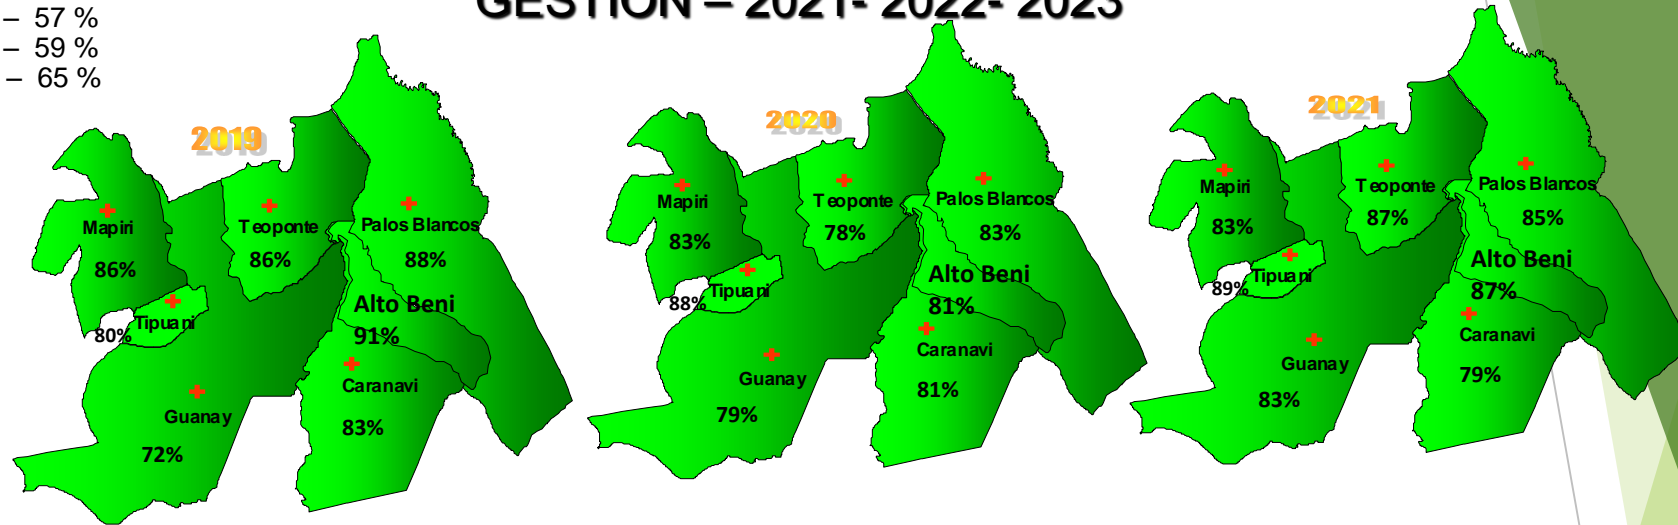 GESTION – 2021- 2022- 2023
– 57 %
– 59 %
– 65 %
2019
Mapiri
86%
Teoponte
86%
Palos Blancos
88%
Tipuani
80%
Alto Beni
91%
Caranavi
83%
Guanay
72%
2020
Mapiri
83%
Teoponte
78%
Palos Blancos
83%
Tipuani
88%
Alto Beni
81%
Caranavi
81%
Guanay
79%
2021
Mapiri
83%
Teoponte
87%
Palos Blancos
85%
Tipuani
89%
Alto Beni
87%
Caranavi
79%
Guanay
83%